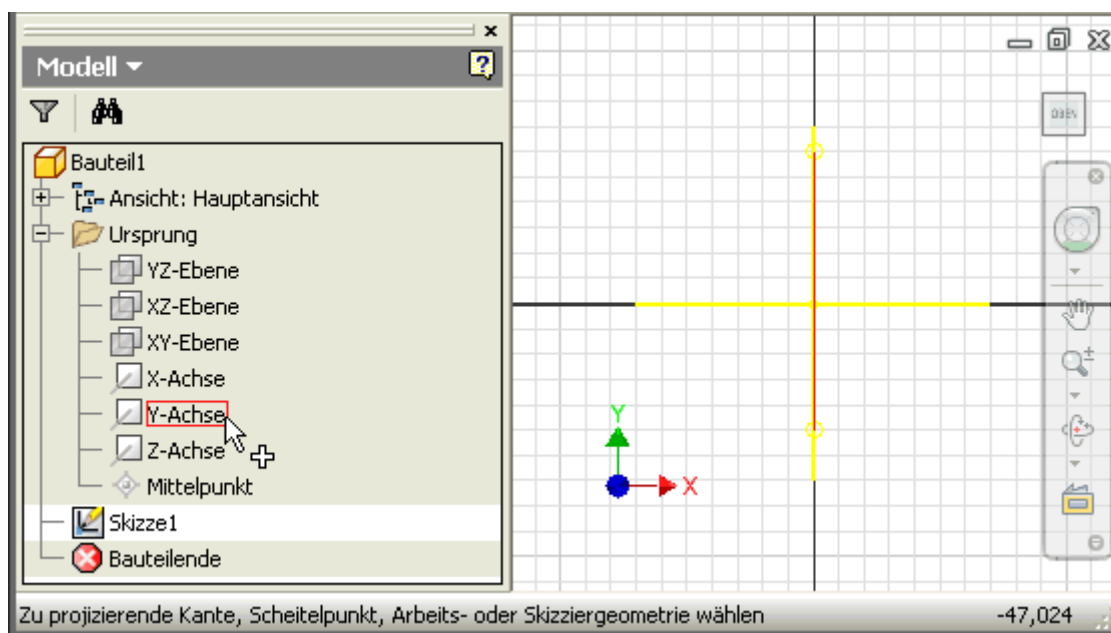 Modell
Bauteil1
Ansicht: Hauptansicht
Ursprung
YZ-Ebene
XZ-Ebene
XY-Ebene
X-Achse
Y-Achse
Z-Achse
Mittelpunkt
Skizze1
Bauteilende
OBEN
Y
X
Zu projizierende Kante, Scheitelpunkt, Arbeits- oder Skizziergeometrie wählen
-47,024